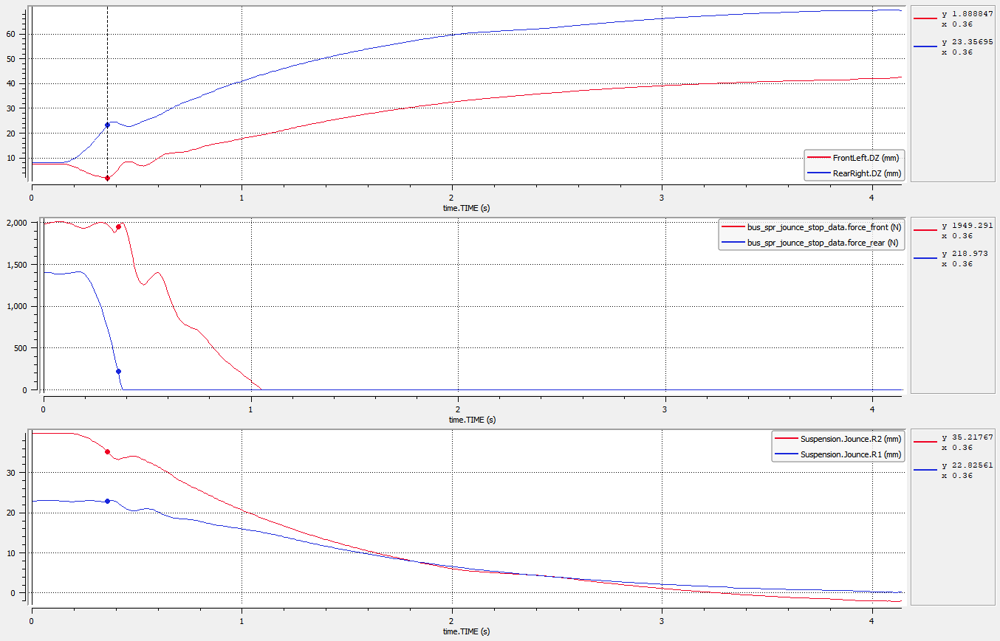 60
50
40
30
20
10
0 1 2 3 4
time.TIME (s)
FrontLeft.DZ (mm)
RearRight.DZ (mm)
y 1.888847
x 0.36
y 23.35695
x 0.36
2,000
1,500
1,000
500
0
0 1 2 3 4
time.TIME (s)
bus_spr_jounce_stop_data.force_front (N)
bus_spr_jounce_stop_data.force_rear (N)
y 1949.291
x 0.36
y 218.973
x 0.36
30
20
10
0
0 1 2 3 4
time.TIME (s)
Suspension.Jounce.R2 (mm)
Suspension.Jounce.R1 (mm)
y 35.21767
x 0.36
y 22.82561
x 0.36